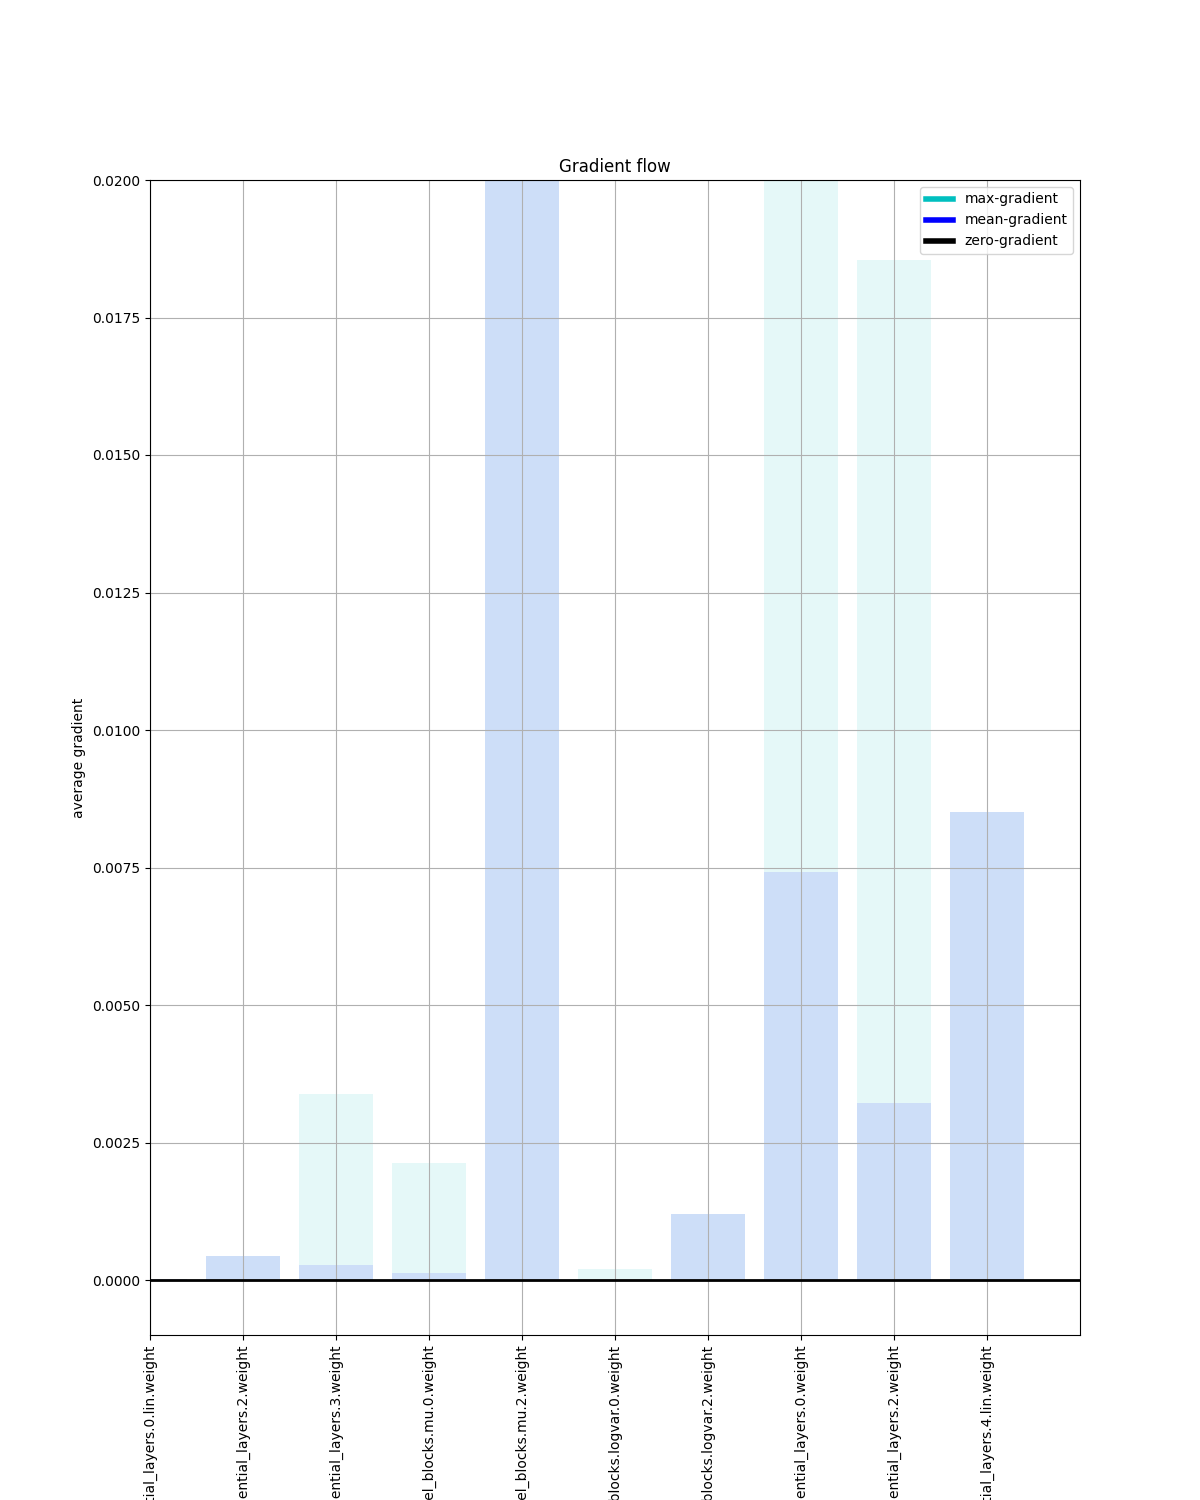 Gradient flow
max-gradient
mean-gradient
zero-gradient
0.0200
0.0175
0.0150
0.0125
0.0100
0.0075
0.0050
0.0025
0.0000
average gradient
tial_layers.0.lin.weight
ential_layers.2.weight
ential_layers.3.weight
el_blocks.mu.0.weight
el_blocks.mu.2.weight
blocks.logvar.0.weight
blocks.logvar.2.weight
ential_layers.0.weight
ential_layers.2.weight
tial_layers.4.lin.weight